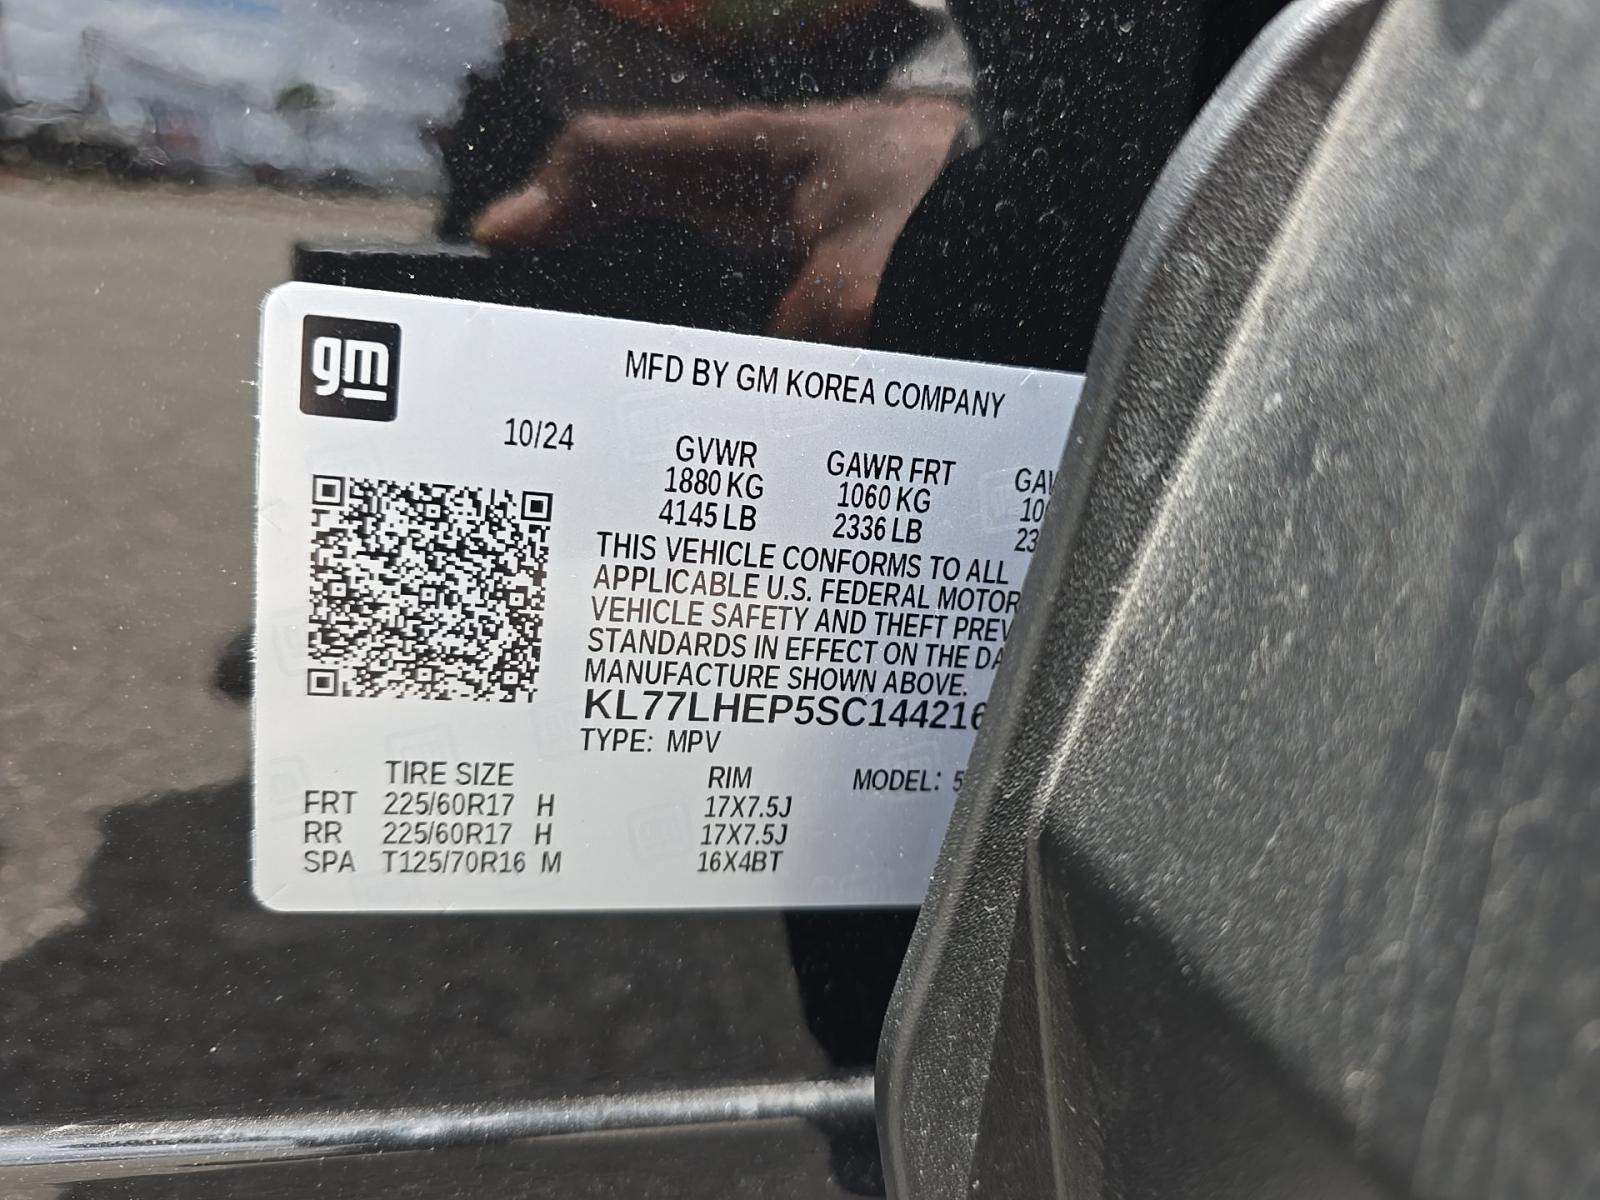 gm
MFD BY GM KOREA COMPANY
10/24
GVWR GAWR FRT
1880 KG 1060 KG
4145 LB 2336 LB
THIS VEHICLE CONFORMS TO ALL
APPLICABLE U.S. FEDERAL MOTOR
VEHICLE SAFETY AND THEFT
STANDARDS IN EFFECT ON THE
MANUFACTURE SHOWN ABOVE.
KL77LHEP5SC144216
TYPE: MPV
TIRE SIZE RIM MODEL:
FRT 225/60R17 H 17X7.5J
RR 225/60R17 H 17X7.5J
SPA T125/70R16 M 16X4BT